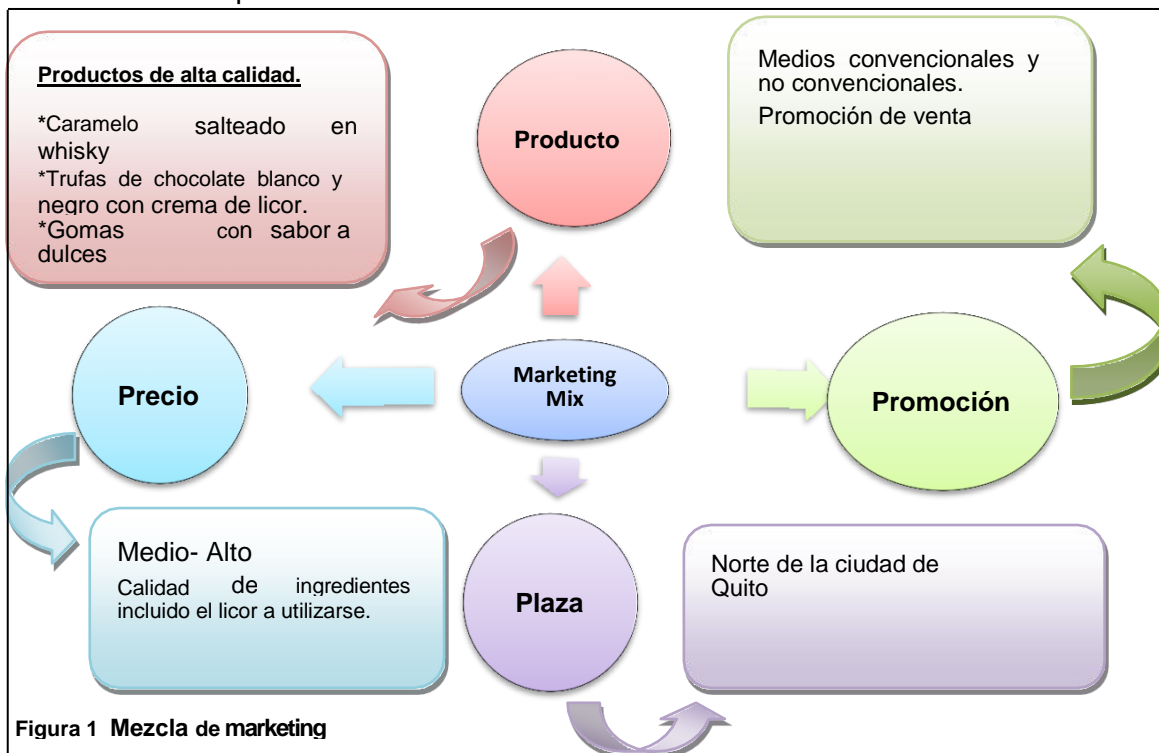 Productos de alta calidad.
*Caramelo salteado en
whisky
*Trufas de chocolate blanco y
negro con crema de licor.
*Gomas con sabor a
dulces
Producto
Medios convencionales y
no convencionales.
Promoción de venta
Precio
Marketing
Mix
Promoción
Medio- Alto
Calidad de ingredientes
incluido el licor a utilizarse.
Plaza
Norte de la ciudad de
Quito
Figura 1 Mezcla de marketing